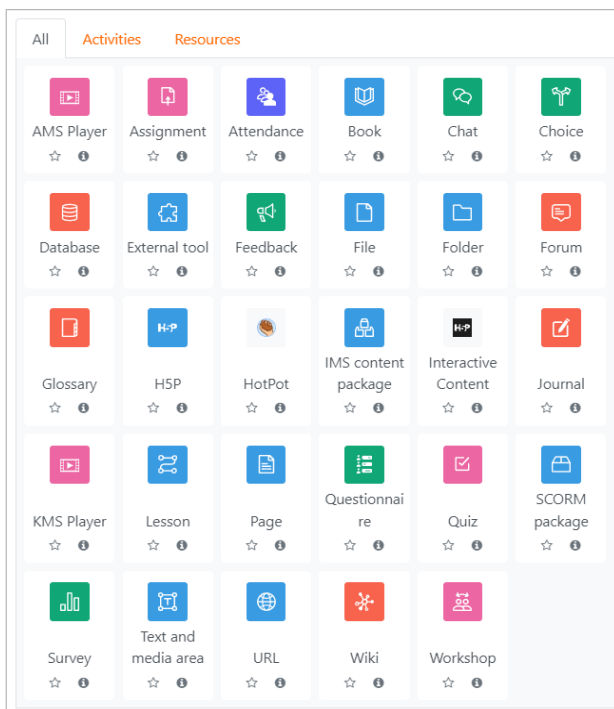 All Activities Resources
AMS Player Assignment Attendance Book Chat Choice
Database External tool Feedback File Folder Forum
H5P H5P
Glossary H5P HotPot IMS content package Interactive Content Journal
KMS Player Lesson Page Questionnai
re Quiz SCORM package
Survey Text and media area URL Wiki Workshop